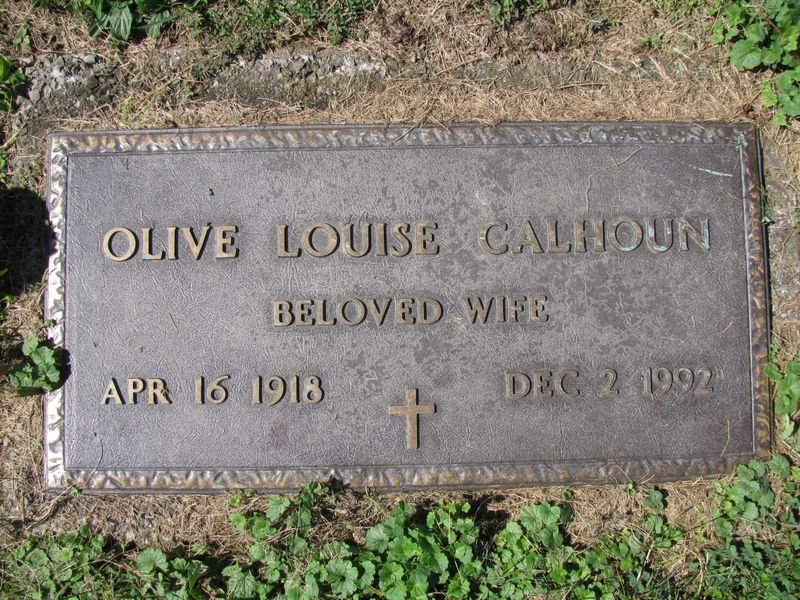 OLIVE LOUISE CALHOUN
BELOVED WIFE
APR 16 1918 DEC 2 1992